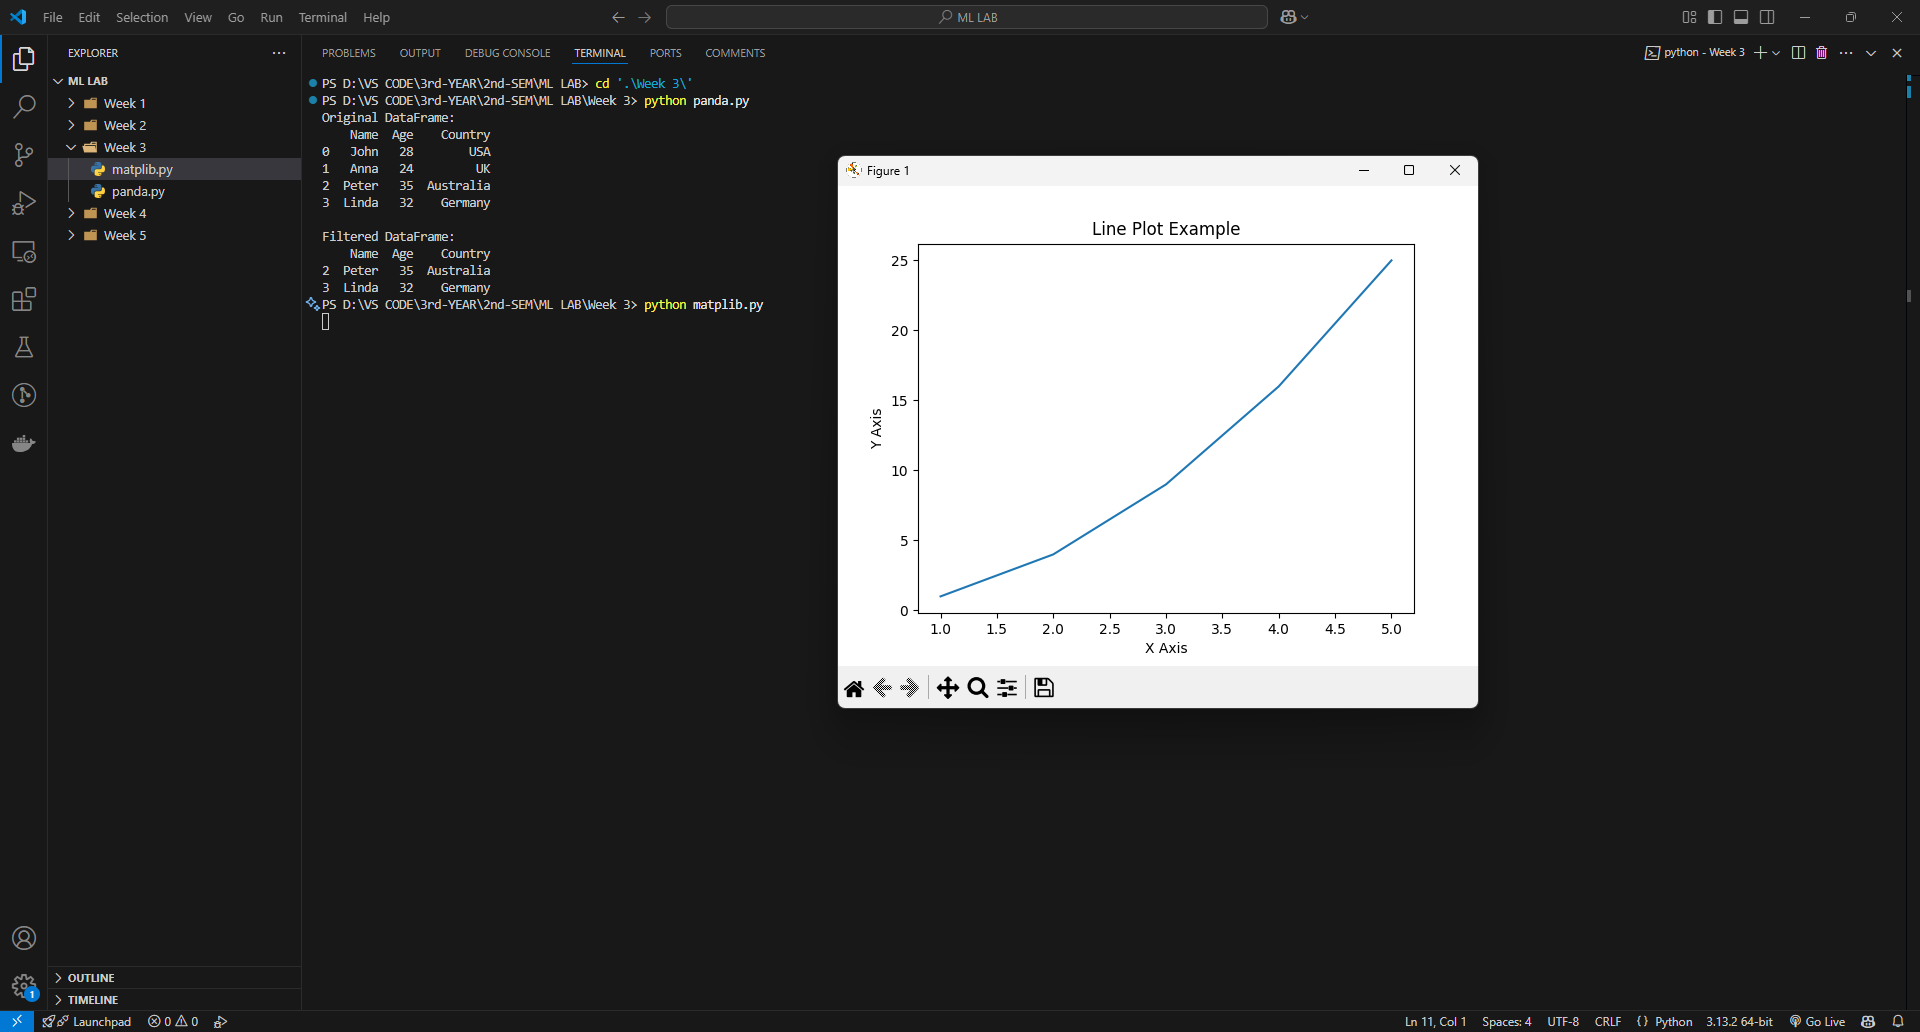 File Edit Selection View Go Run Terminal Help
ML LAB
EXPLORER
ML LAB
Week 1
Week 2
Week 3
matplib.py
panda.py
Week 4
Week 5
OUTLINE
TIMELINE
PROBLEMS OUTPUT DEBUG CONSOLE TERMINAL PORTS COMMENTS
python - Week 3
PS D:\VS CODE\3rd-YEAR\2nd-SEM\ML LAB> cd '.\Week 3\'
PS D:\VS CODE\3rd-YEAR\2nd-SEM\ML LAB\Week 3> python panda.py
Original DataFrame:
Name Age Country
0 John 28 USA
1 Anna 24 UK
2 Peter 35 Australia
3 Linda 32 Germany
Filtered DataFrame:
Name Age Country
2 Peter 35 Australia
3 Linda 32 Germany
PS D:\VS CODE\3rd-YEAR\2nd-SEM\ML LAB\Week 3> python matplib.py
Figure 1
Line Plot Example
25
20
15
10
5
0
Y Axis
1.0 1.5 2.0 2.5 3.0 3.5 4.0 4.5 5.0
X Axis
1
Launchpad 0 0
Ln 11, Col 1 Spaces: 4 UTF-8 CRLF {} Python 3.13.2 64-bit Go Live